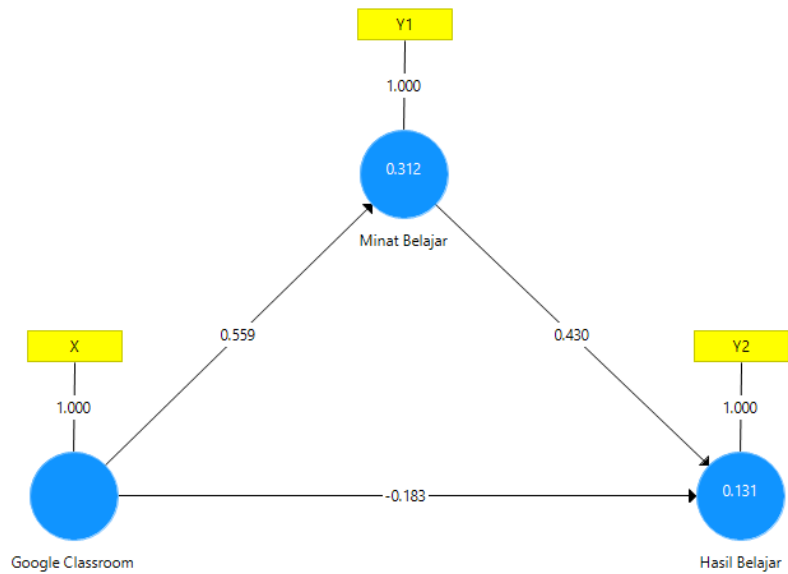 Y1
1.000
0.312
Minat Belajar
0.559
0.430
X
Y2
1.000
1.000
-0.183
0.131
Google Classroom
Hasil Belajar